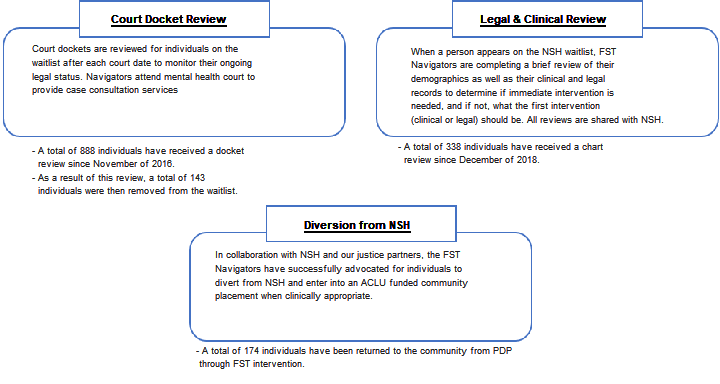 Court Docket Review
Court dockets are reviewed for individuals on the
waitlist after each court date to monitor their ongoing
legal status. Navigators attend mental health court to
provide case consultation services
- A total of 888 individuals have received a docket
review since November of 2016.
- As a result of this review, a total of 143
individuals were then removed from the waitlist.
Legal & Clinical Review
When a person appears on the NSH waitlist, FST
Navigators are completing a brief review of their
demographics as well as their clinical and legal
records to determine if immediate intervention is
needed, and if not, what the first intervention
(clinical or legal) should be. All reviews are shared with NSH.
- A total of 338 individuals have received a chart
review since December of 2018.
Diversion from NSH
In collaboration with NSH and our justice partners, the FST
Navigators have successfully advocated for individuals to
divert from NSH and enter into an ACLU funded community
placement when clinically appropriate.
- A total of 174 individuals have been returned to the community from PDP
through FST intervention.